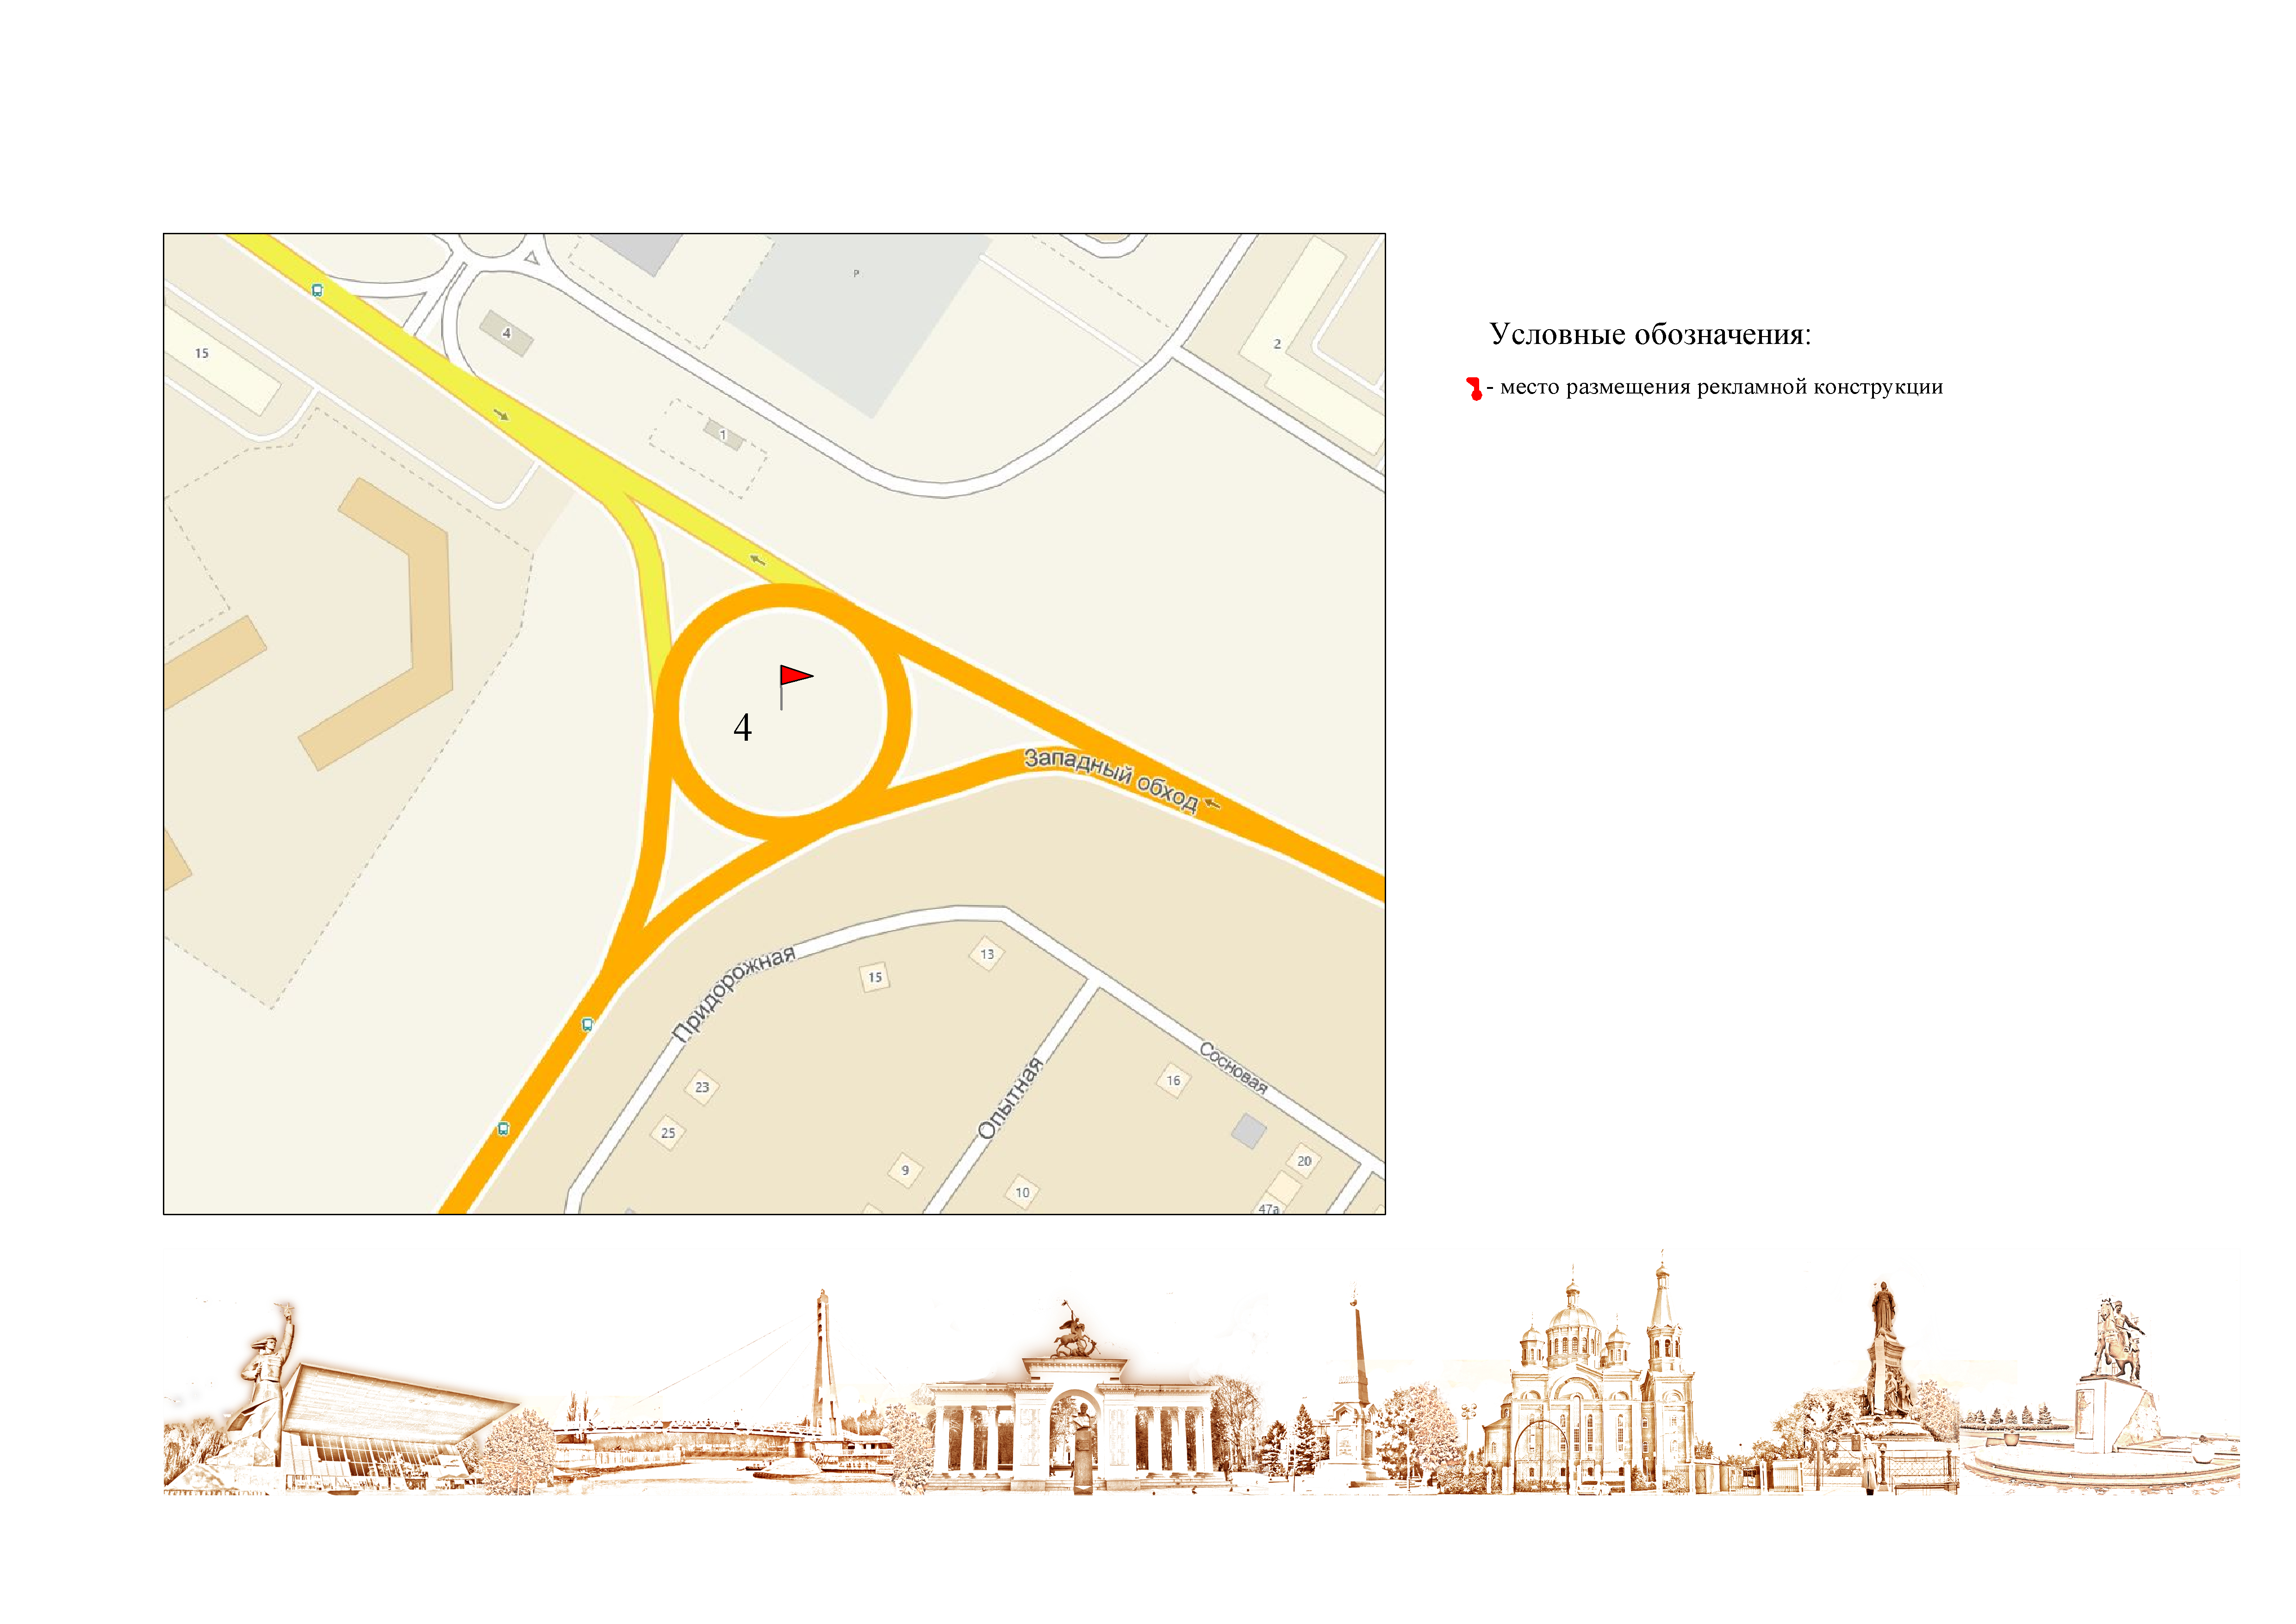 P
4
15
2
Условные обозначения:
- место размещения рекламной конструкции
1
4
Западный обход
Придорожная
13
15
Сосновая
Опытная
16
23
25
20
9
10
47а